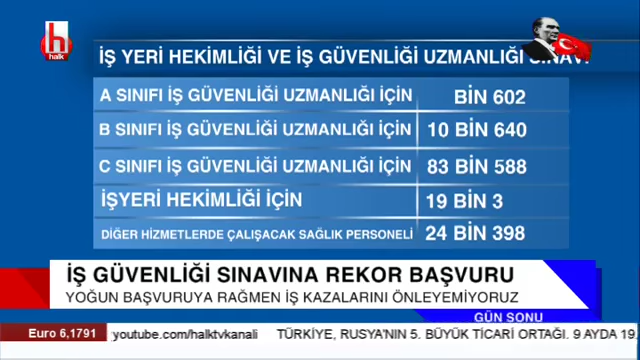 h
halk
İŞ YERİ HEKİMLİĞİ VE İŞ GÜVENLİĞİ UZMANLIĞI SINAVI
A SINIFI İŞ GÜVENLİĞİ UZMANLIĞI İÇİN BİN 602
B SINIFI İŞ GÜVENLİĞİ UZMANLIĞI İÇİN 10 BİN 640
C SINIFI İŞ GÜVENLİĞİ UZMANLIĞI İÇİN 83 BİN 588
İŞYERİ HEKİMLİĞİ İÇİN 19 BİN 3
DİĞER HİZMETLERDE ÇALIŞACAK SAĞLIK PERSONELİ 24 BİN 398
İŞ GÜVENLİĞİ SINAVINA REKOR BAŞVURU
YOĞUN BAŞVURUYA RAĞMEN İŞ KAZALARINI ÖNLEYEMİYORUZ
GÜN SONU
Euro 6,1791 youtube.com/halktvkanali TÜRKİYE, RUSYA'NIN 5. BÜYÜK TİCARİ ORTAĞI. 9 AYDA 19